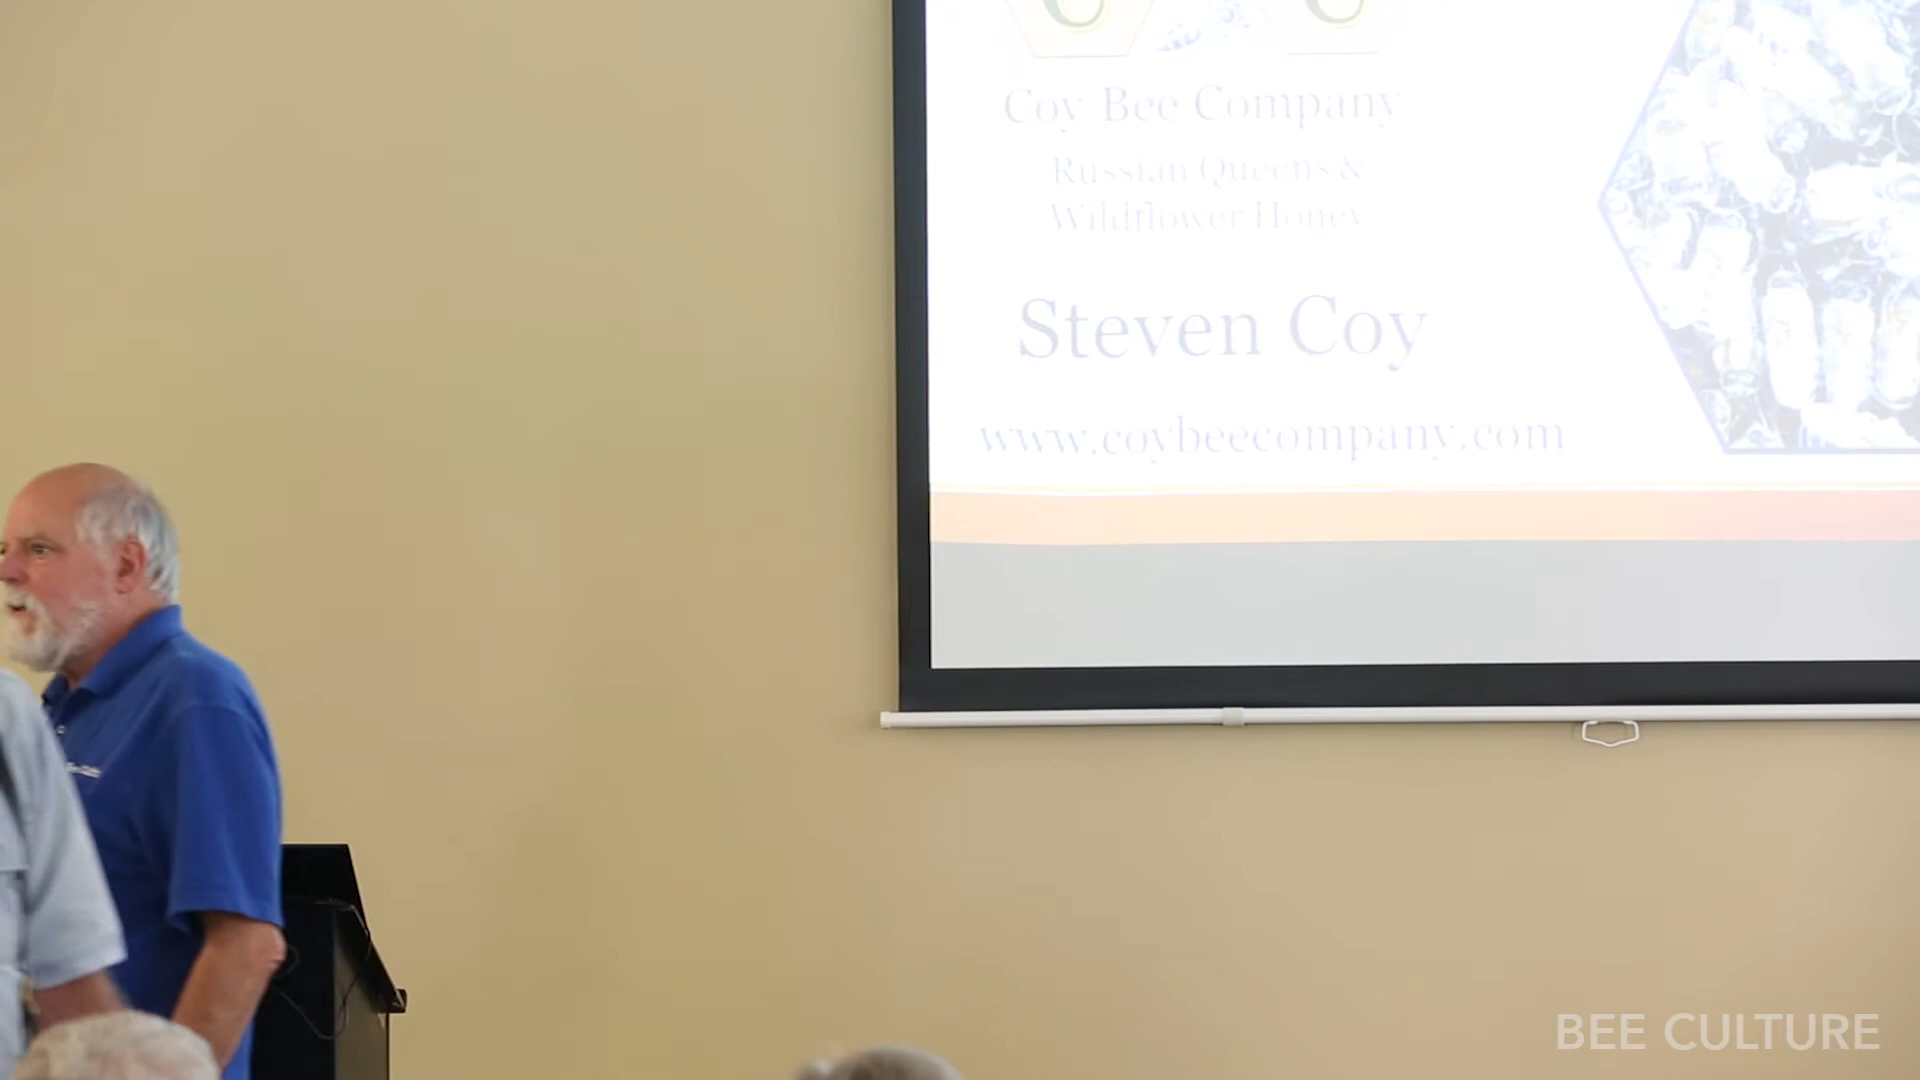 Coy Bee Company
Russian Queens &
Wildflower Honey
Steven Coy
www.coybeecompany.com
BEE CULTURE